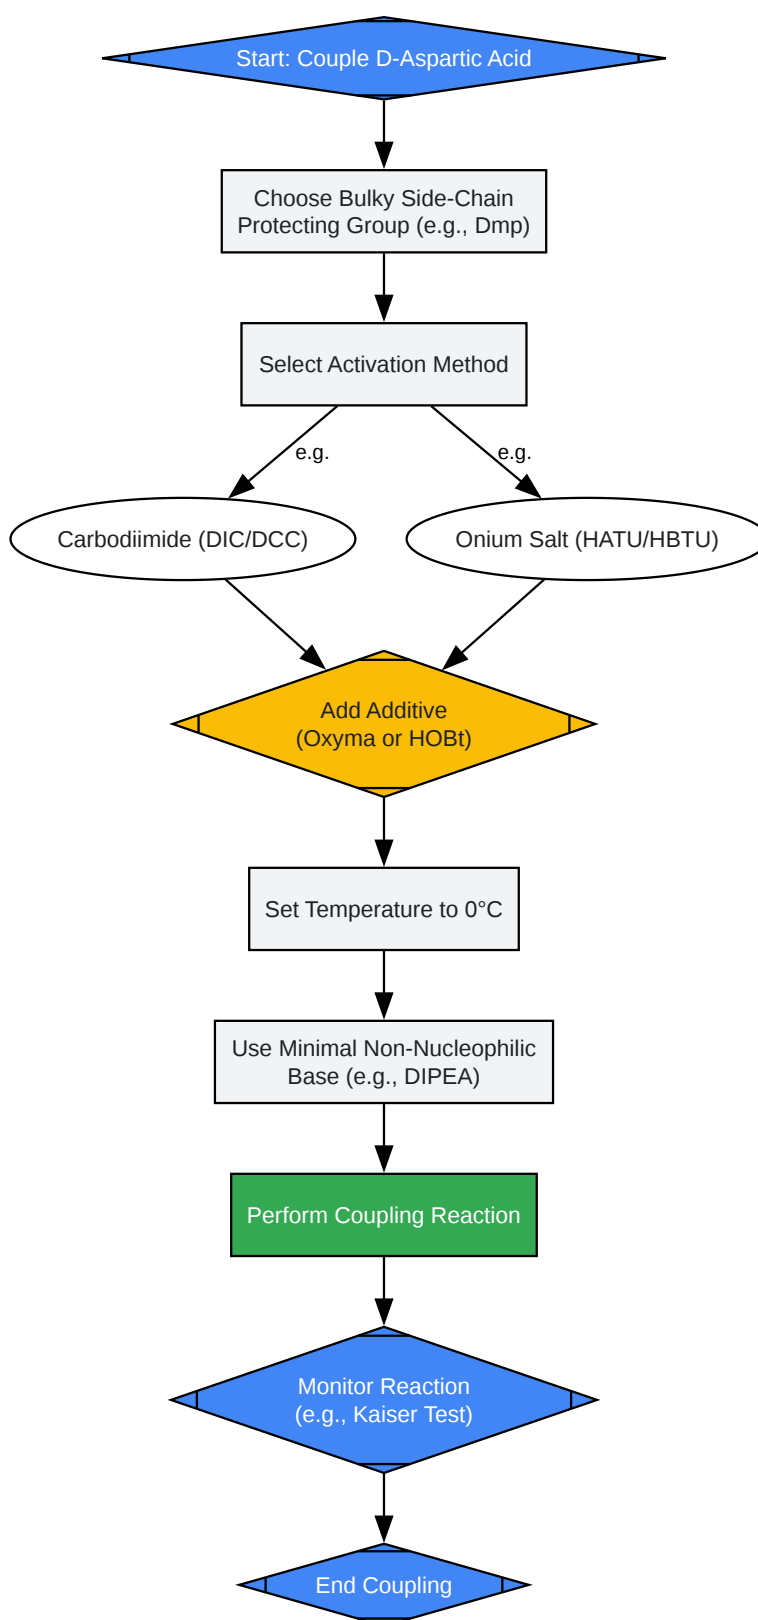 Start: Couple D-Aspartic Acid
Choose Bulky Side-Chain
Protecting Group (e.g., Dmp)
Select Activation Method
e.g.
e.g.
Carbodiimide (DIC/DCC)
Onium Salt (HATU/HBTU)
Add Additive
(Oxyma or HOBt)
Set Temperature to 0°C
Use Minimal Non-Nucleophilic
Base (e.g., DIPEA)
Perform Coupling Reaction
Monitor Reaction
(e.g., Kaiser Test)
End Coupling